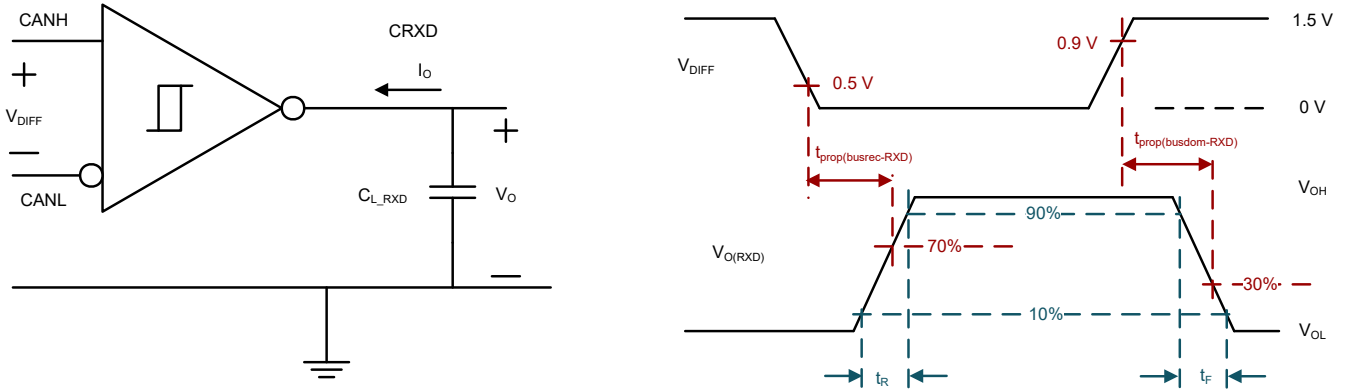 CANH
CRXD
I_O
V_DIFF
CANL
C_L_RXD
V_O
V_DIFF
0.5 V
0.9 V
1.5 V
0 V
t_prop(busrec-RXD)
t_prop(busdom-RXD)
V_OH
90%
70%
V_O(RXD)
30%
10%
V_OL
t_R
t_F